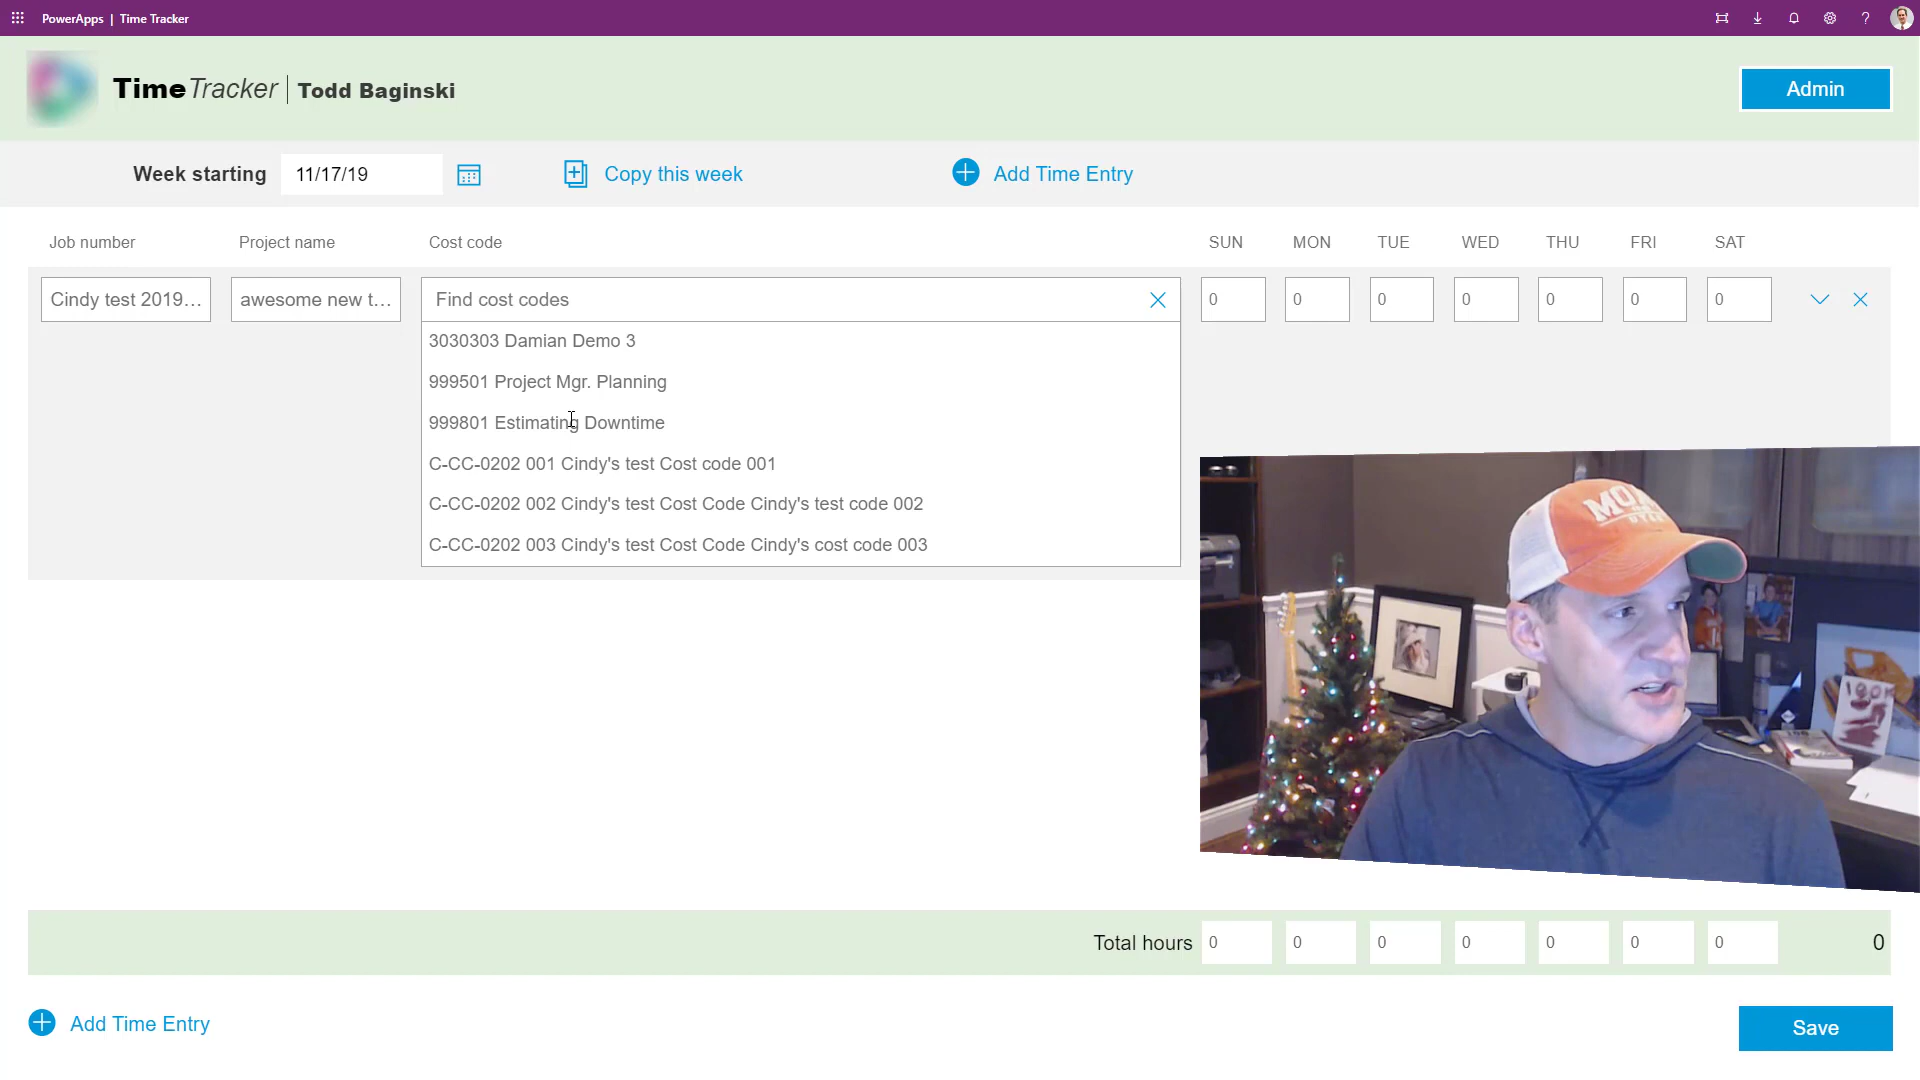 PowerApps | Time Tracker
TimeTracker | Todd Baginski
Admin
Week starting 11/17/19 Copy this week Add Time Entry
Job number Project name Cost code SUN MON TUE WED THU FRI SAT
Cindy test 2019... awesome new t... Find cost codes 0 0 0 0 0 0 0
3030303 Damian Demo 3
999501 Project Mgr. Planning
999801 Estimating Downtime
C-CC-0202 001 Cindy's test Cost code 001
C-CC-0202 002 Cindy's test Cost Code Cindy's test code 002
C-CC-0202 003 Cindy's test Cost Code Cindy's cost code 003
Total hours 0 0 0 0 0 0 0 0
Add Time Entry
Save